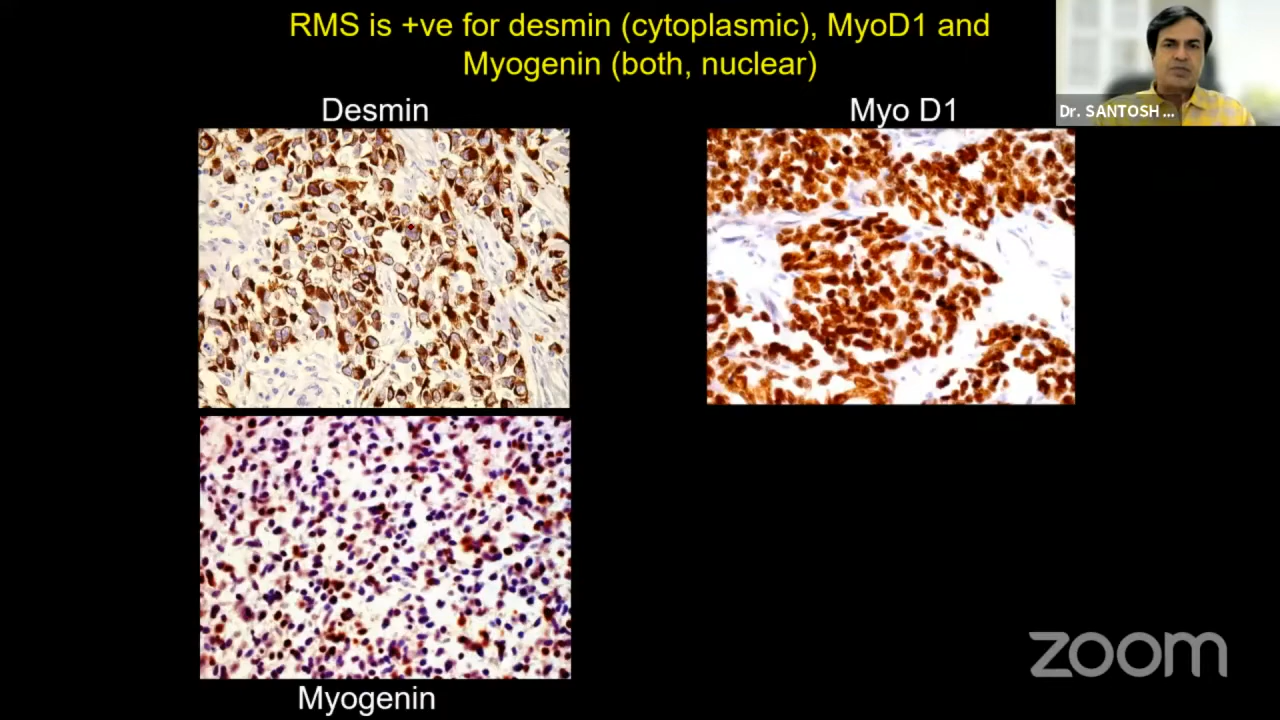 RMS is +ve for desmin (cytoplasmic), MyoD1 and
Myogenin (both, nuclear)
Desmin
Myo D1
Dr. SANTOSH ...
Myogenin
zoom